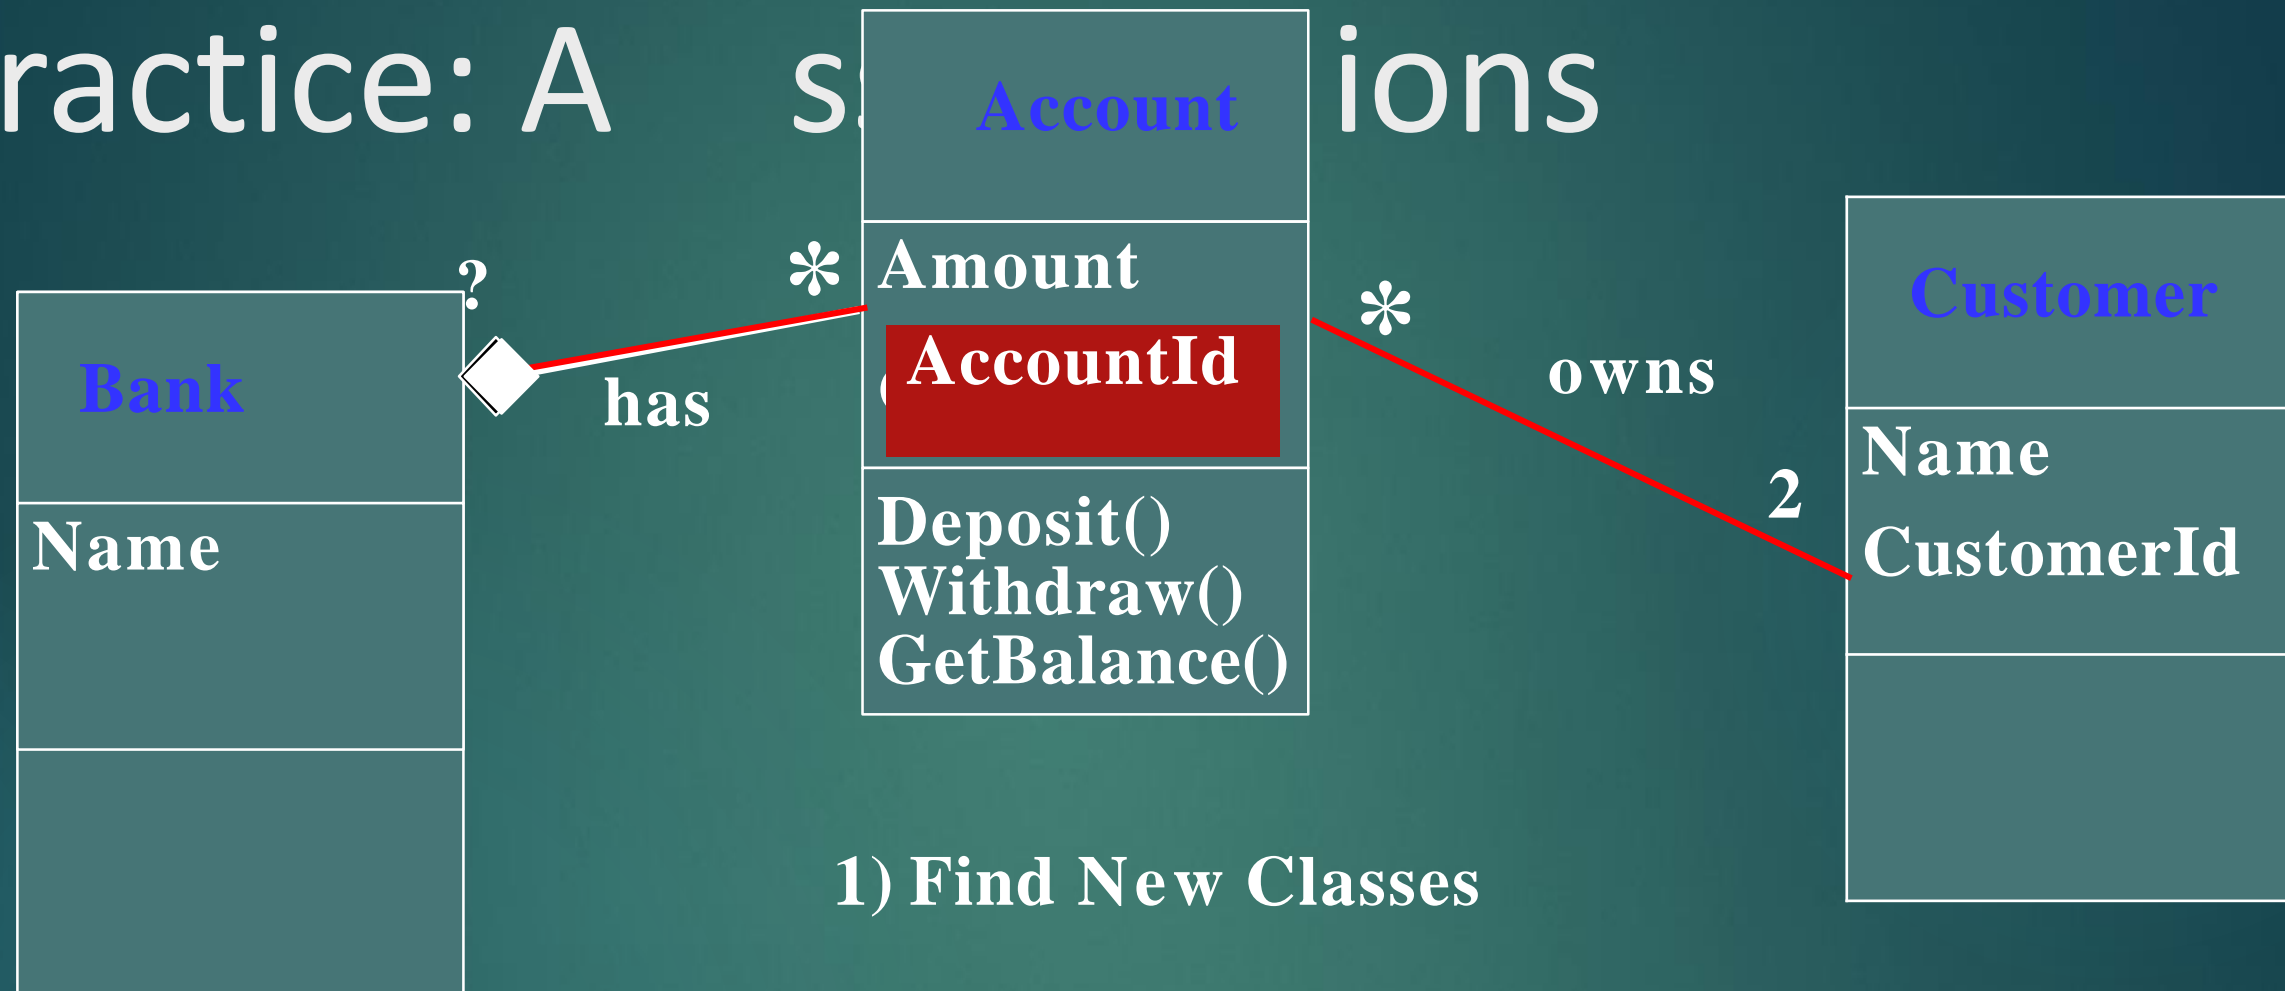 ractice: A ss ions
Account
Amount
AccountId
Deposit()
Withdraw()
GetBalance()
?
*
Bank
has
Name
*
owns
2
Customer
Name
CustomerId
1) Find New Classes